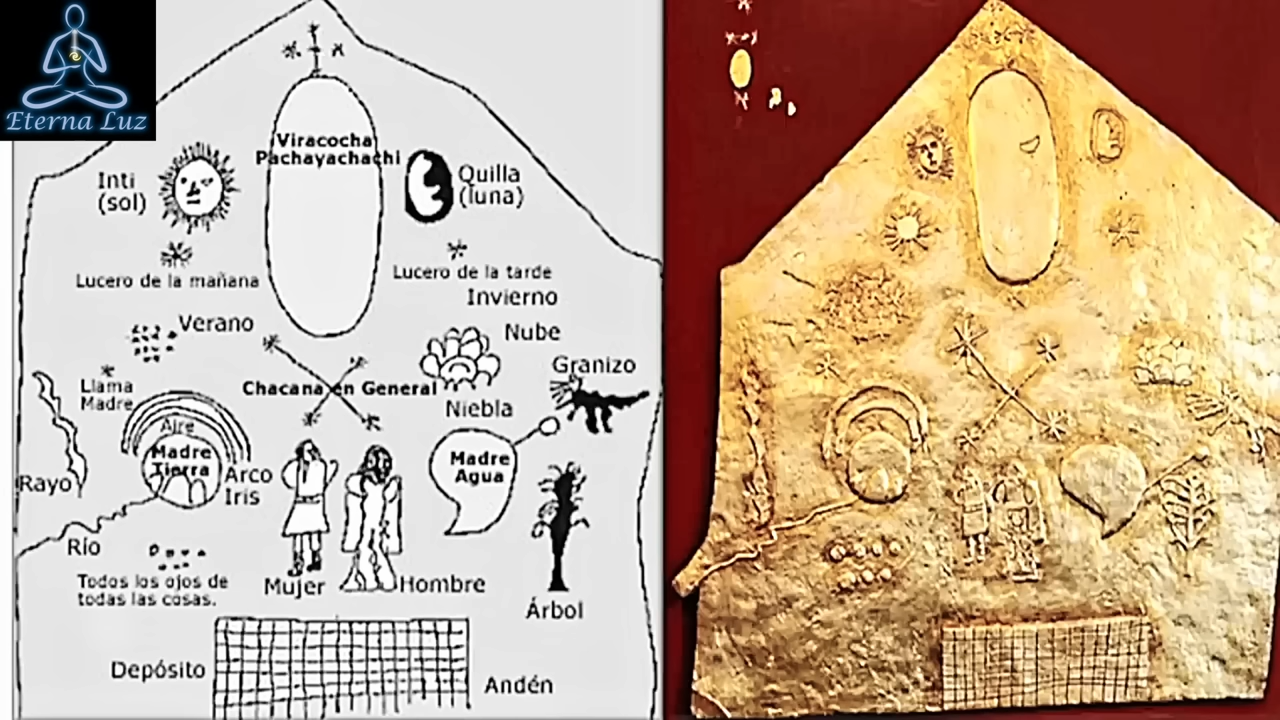 Eterna Luz
Viracocha
Pachayachachi
Inti
(sol)
Quilla
(luna)
Lucero de la mañana
Lucero de la tarde
Invierno
Verano
Nube
Granizo
Llama
Madre
Chacana en General
Niebla
Aire
Madre
Tierra
Arco
Iris
Madre
Agua
Rayo
Río
Todos los ojos de
todas las cosas.
Mujer
Hombre
Árbol
Depósito
Andén